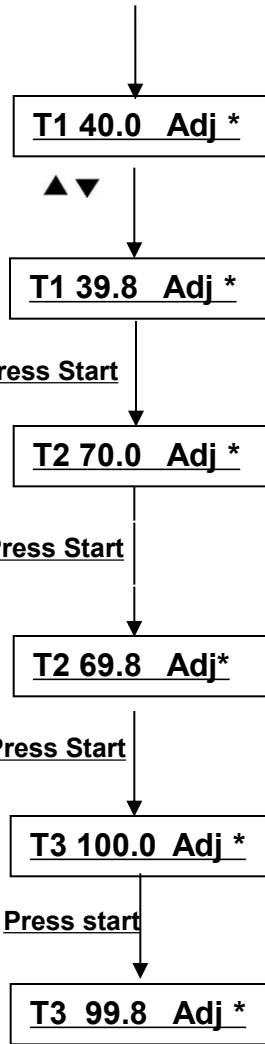 T1 40.0 Adj *
▲ ▼
T1 39.8 Adj *
ress Start
T2 70.0 Adj *
Press Start
T2 69.8 Adj*
Press Start
T3 100.0 Adj *
Press start
T3 99.8 Adj *